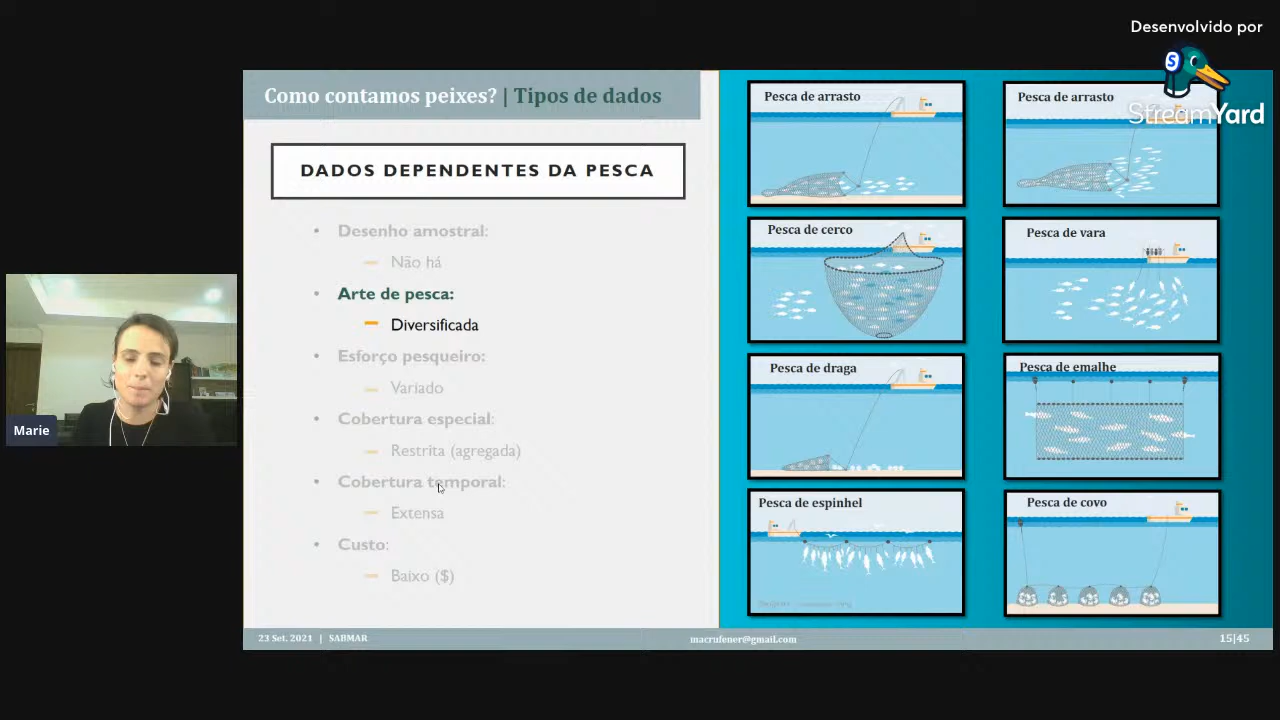 Desenvolvido por
StreamYard
Como contamos peixes? | Tipos de dados
DADOS DEPENDENTES DA PESCA
• Desenho amostral:
– Não há
• Arte de pesca:
– Diversificada
• Esforço pesqueiro:
– Variado
• Cobertura especial:
– Restrita (agregada)
• Cobertura temporal:
– Extensa
• Custo:
– Baixo ($)
Pesca de arrasto
Pesca de arrasto
Pesca de cerco
Pesca de vara
Pesca de draga
Pesca de emalhe
Pesca de espinhel
Pesca de covo
Marie
23 Set. 2021 | SABMAR
macrufener@gmail.com
15|45